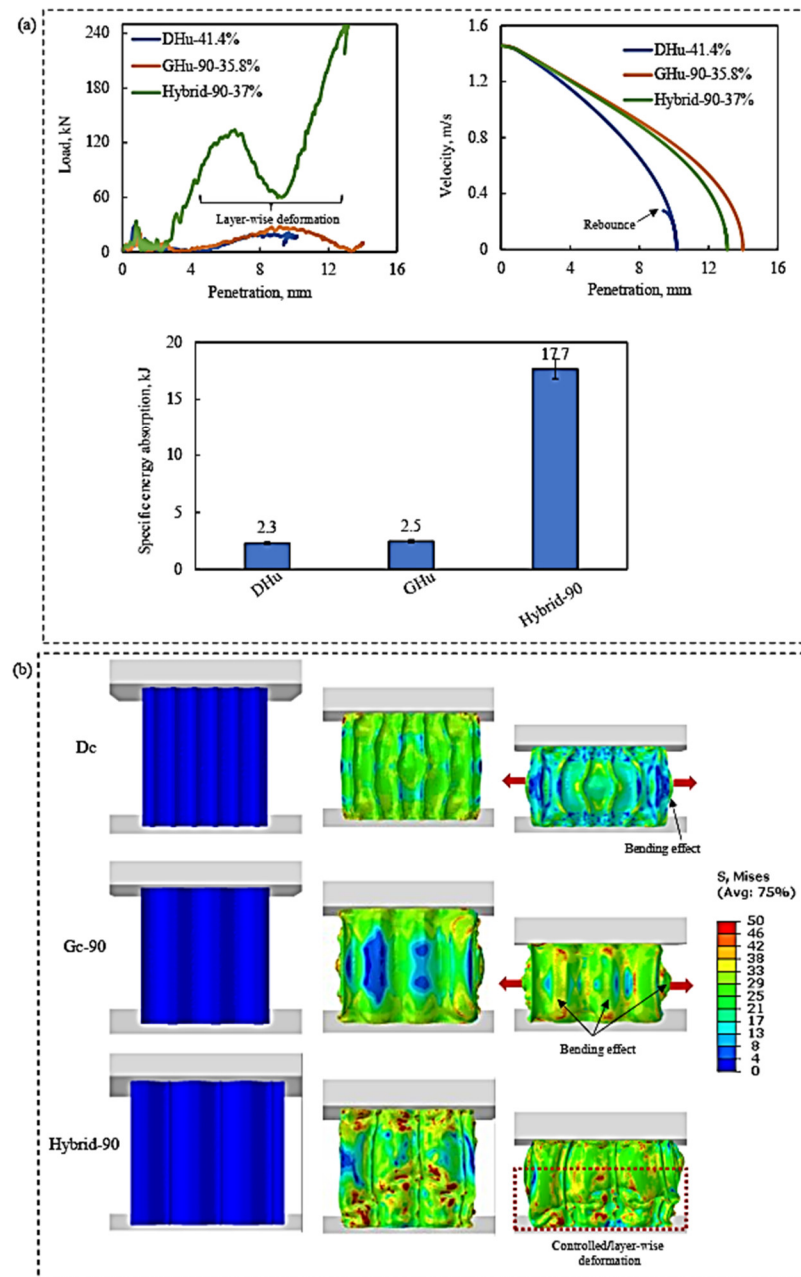 (a)
240
180
120
60
0
Load, kN
DHu-41.4%
GHu-90-35.8%
Hybrid-90-37%
Layer-wise deformation
0 4 8 12 16
Penetration, mm
1.6
1.2
0.8
0.4
0
Velocity, m/s
DHu-41.4%
GHu-90-35.8%
Hybrid-90-37%
Rebounce
0 4 8 12 16
Penetration, mm
20
15
10
5
0
Specific energy absorption, kJ
2.3
2.5
17.7
DHu
GHu
Hybrid-90
(b)
Dc
Bending effect
Gc-90
Bending effect
S, Mises
(Avg: 75%)
50
46
42
38
33
29
25
21
17
13
8
4
0
Hybrid-90
Controlled/layer-wise
deformation